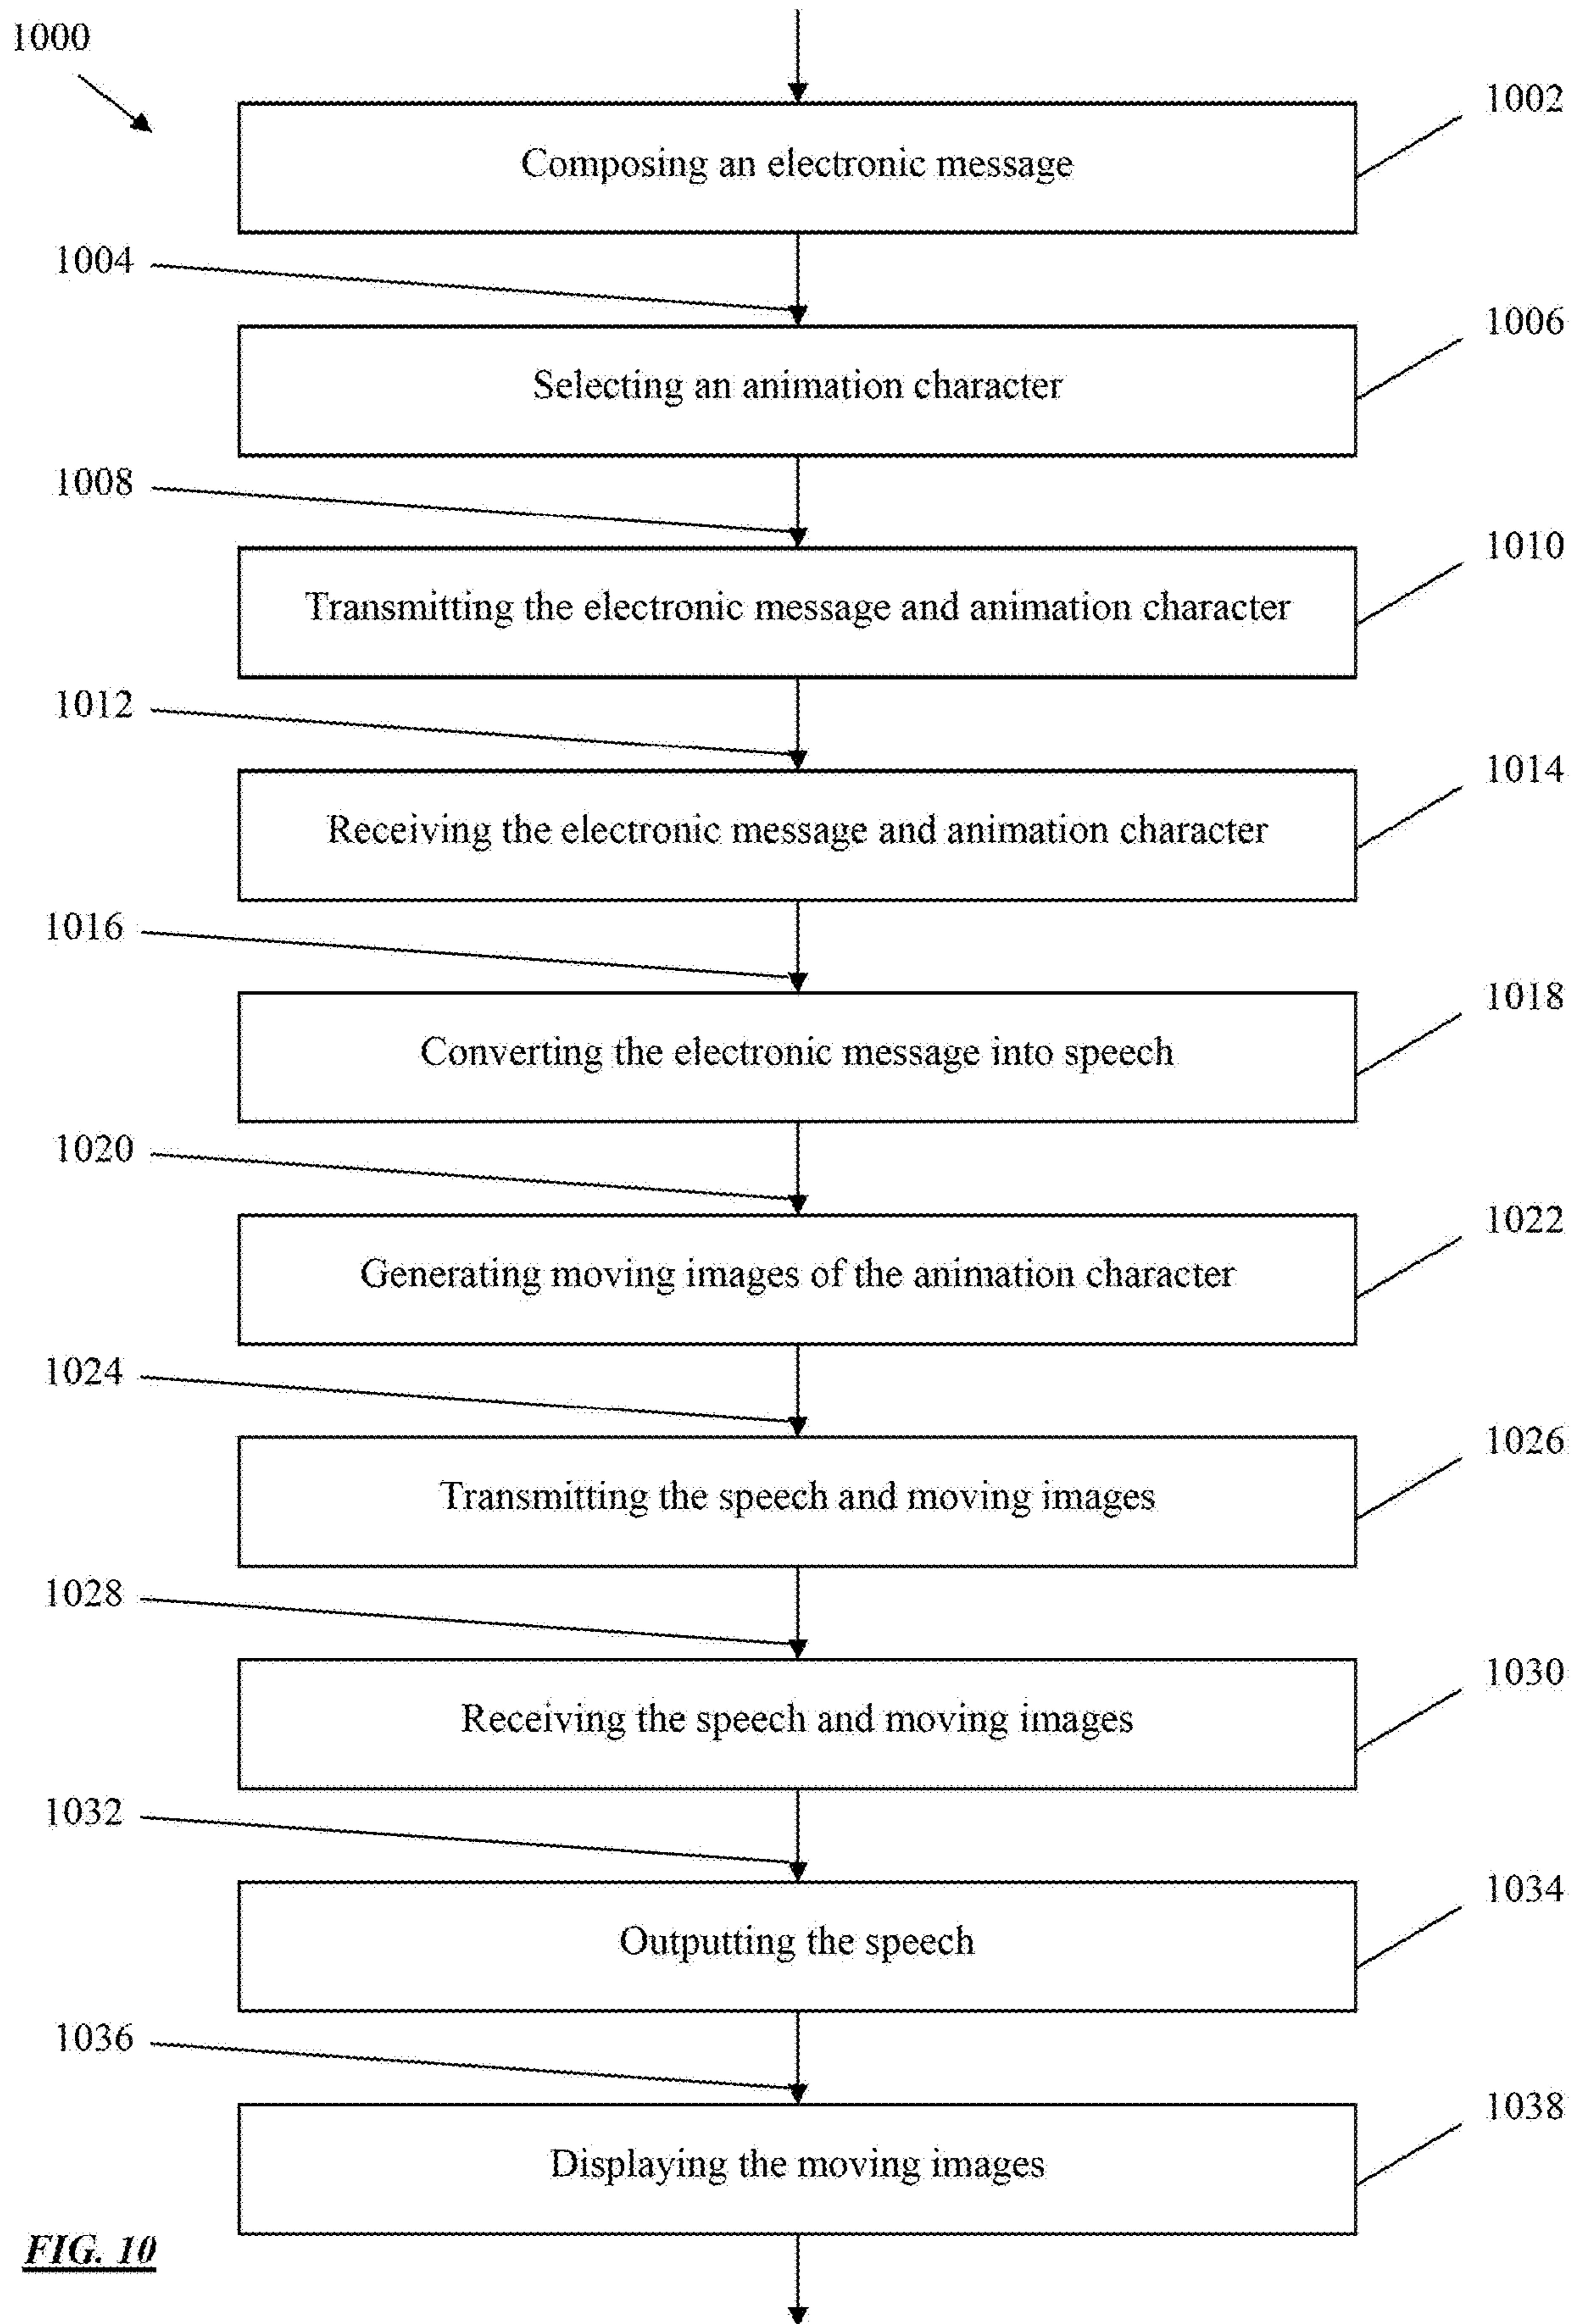 1000
1002
Composing an electronic message
1004
1006
Selecting an animation character
1008
1010
Transmitting the electronic message and animation character
1012
1014
Receiving the electronic message and animation character
1016
1018
Converting the electronic message into speech
1020
1022
Generating moving images of the animation character
1024
1026
Transmitting the speech and moving images
1028
1030
Receiving the speech and moving images
1032
1034
Outputting the speech
1036
1038
Displaying the moving images
FIG. 10